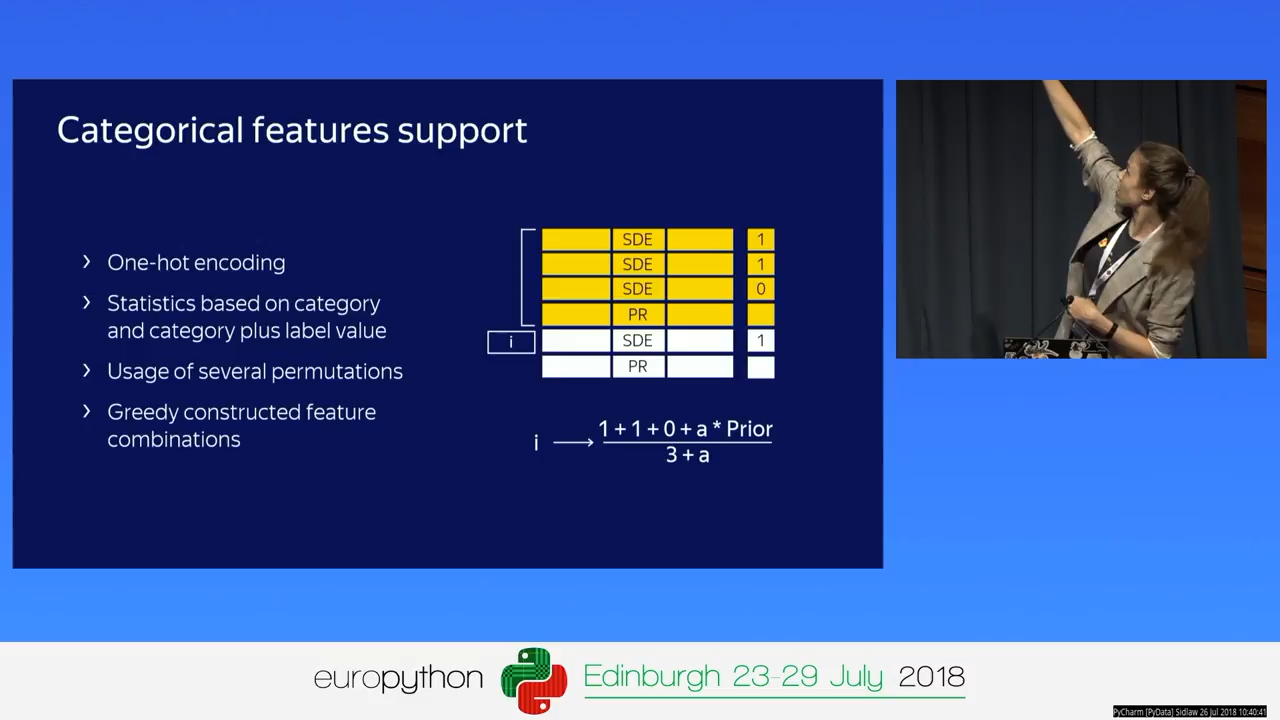 Categorical features support
› One-hot encoding
› Statistics based on category
and category plus label value
› Usage of several permutations
› Greedy constructed feature
combinations
SDE 1
SDE 1
SDE 0
PR
i SDE 1
PR
i → 1 + 1 + 0 + a * Prior
3 + a
europython Edinburgh 23-29 July 2018
PyCharm [PyData] Sidlaw 26 Jul 2018 10:40:41